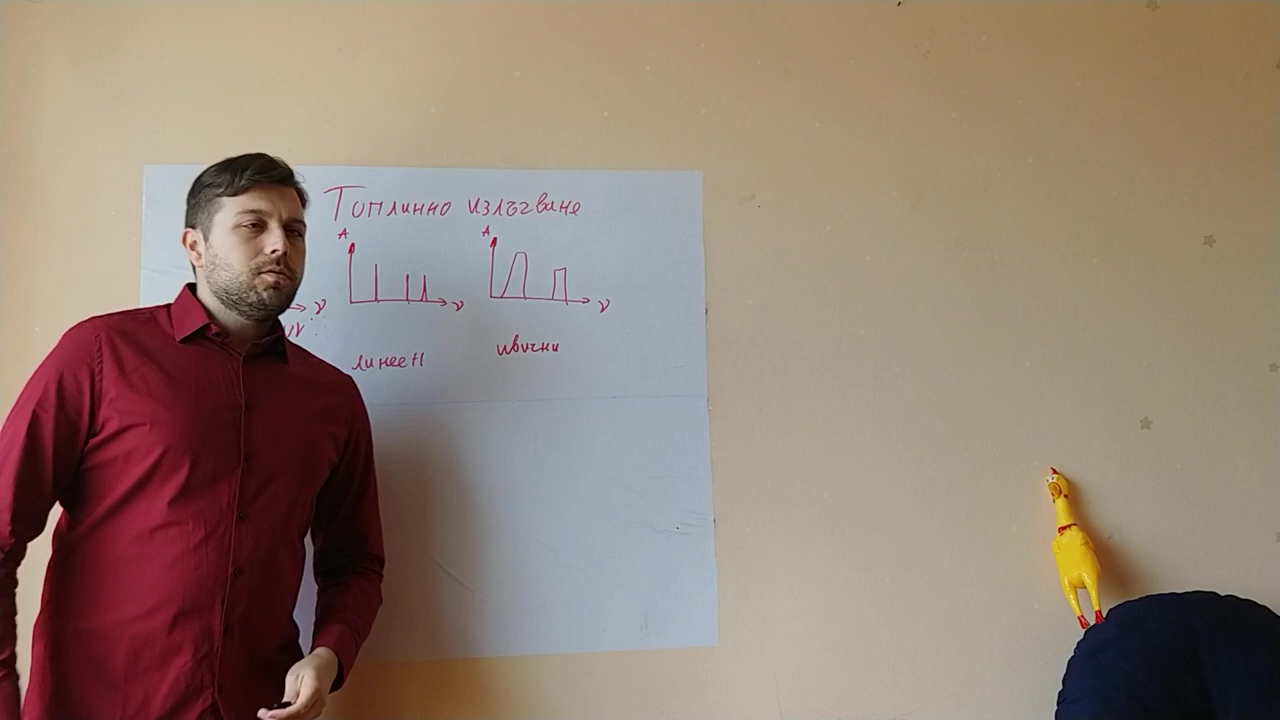 Топлинно излъчване
A
A
ν
ν
ν
линеен
ивични